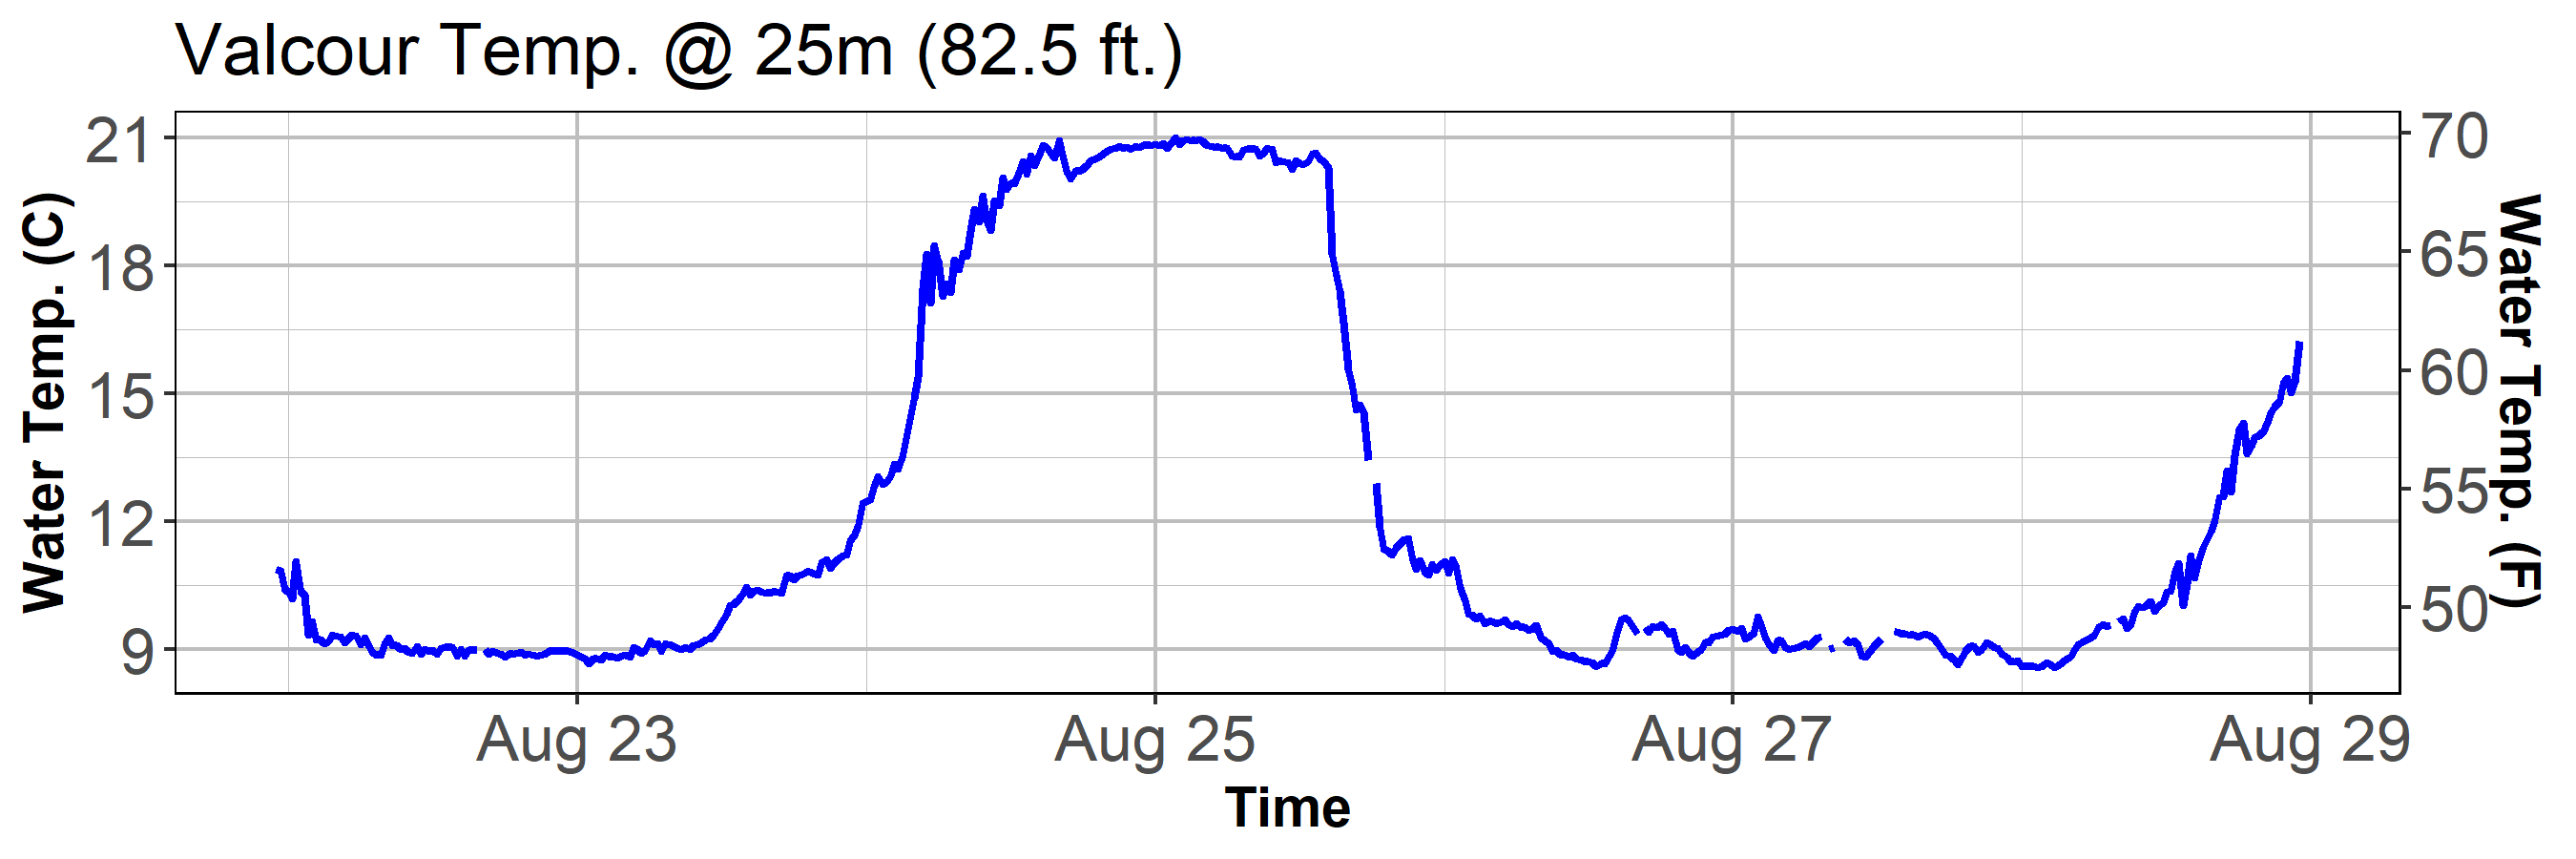 Valcour Temp. @ 25m (82.5 ft.)
Water Temp. (C)
21
18
15
12
9
70
65
60
55
50
Water Temp. (F)
Aug 23 Aug 25 Aug 27 Aug 29
Time